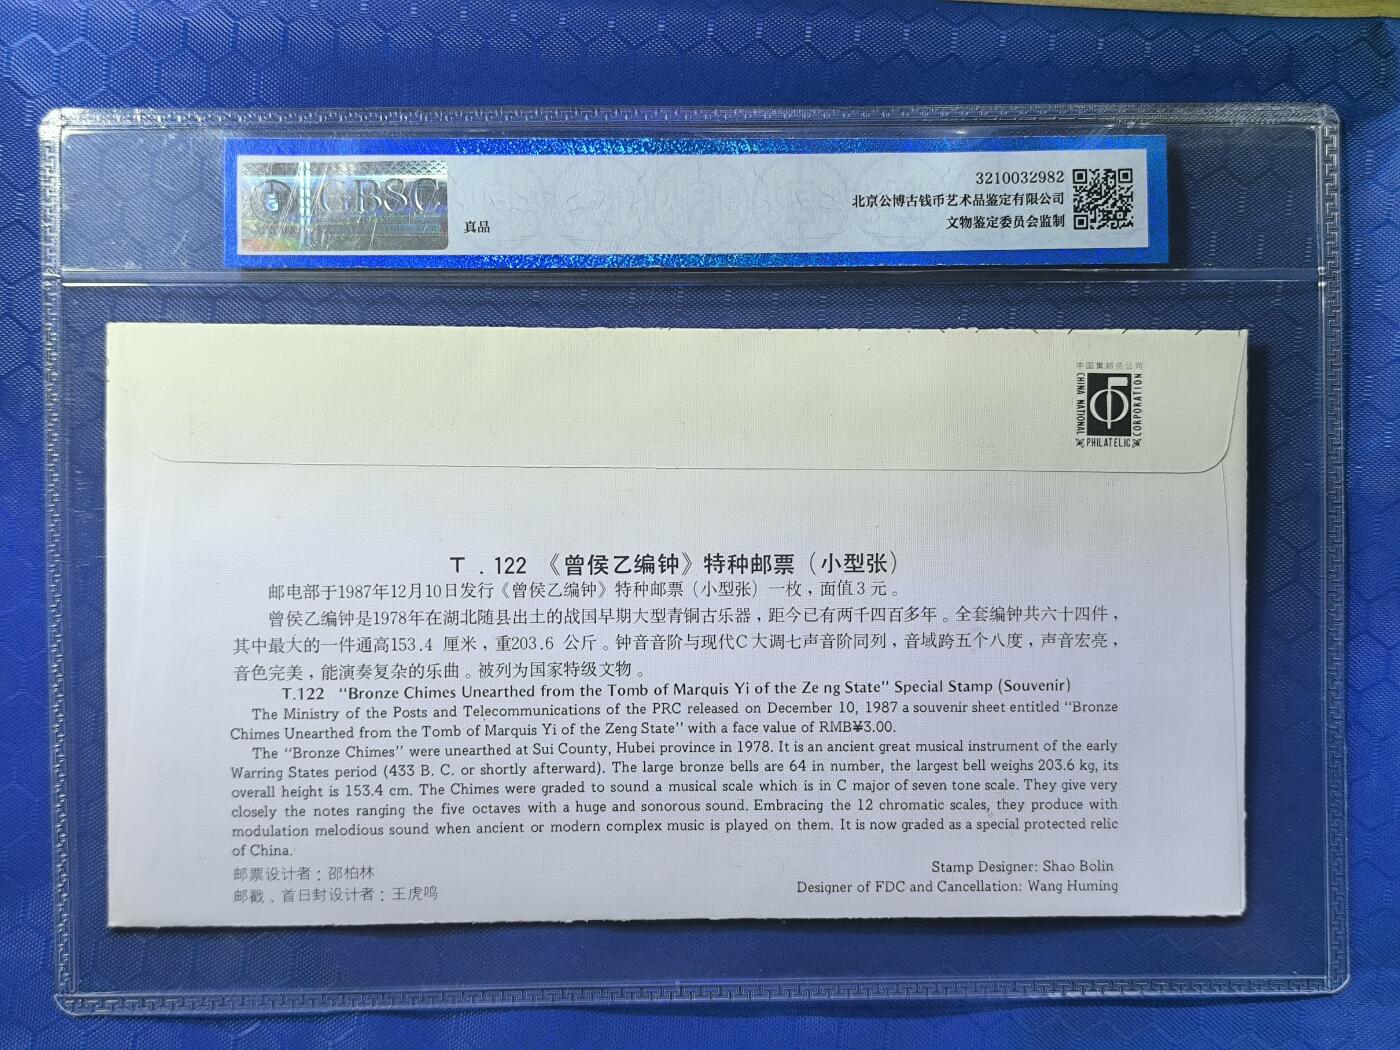 GBSC
真品
3210032982
北京公博古钱币艺术品鉴定有限公司
文物鉴定委员会监制
中国集邮总公司
CHINA NATIONAL
PHILATELIC
CORPORATION
T.122 《曾侯乙编钟》特种邮票(小型张)
邮电部于1987年12月10日发行《曾侯乙编钟》特种邮票(小型张)一枚,面值3元。
曾侯乙编钟是1978年在湖北随县出土的战国早期大型青铜古乐器,距今已有两千四百多年。全套编钟共六十四件,
其中最大的一件通高153.4 厘米,重203.6 公斤。钟音音阶与现代C大调七声音阶同列,音域跨五个八度,声音宏亮,
音色完美,能演奏复杂的乐曲。被列为国家特级文物。
T.122 “Bronze Chimes Unearthed from the Tomb of Marquis Yi of the Ze ng State” Special Stamp (Souvenir)
The Ministry of the Posts and Telecommunications of the PRC released on December 10, 1987 a souvenir sheet entitled “Bronze
Chimes Unearthed from the Tomb of Marquis Yi of the Zeng State” with a face value of RMB¥3.00.
The “Bronze Chimes” were unearthed at Sui County, Hubei province in 1978. It is an ancient great musical instrument of the early
Warring States period (433 B. C. or shortly afterward). The large bronze bells are 64 in number, the largest bell weighs 203.6 kg, its
overall height is 153.4 cm. The Chimes were graded to sound a musical scale which is in C major of seven tone scale. They give very
closely the notes ranging the five octaves with a huge and sonorous sound. Embracing the 12 chromatic scales, they produce with
modulation melodious sound when ancient or modern complex music is played on them. It is now graded as a special protected relic
of China.
邮票设计者:邵柏林
邮戳、首日封设计者:王虎鸣
Stamp Designer: Shao Bolin
Designer of FDC and Cancellation: Wang Huming